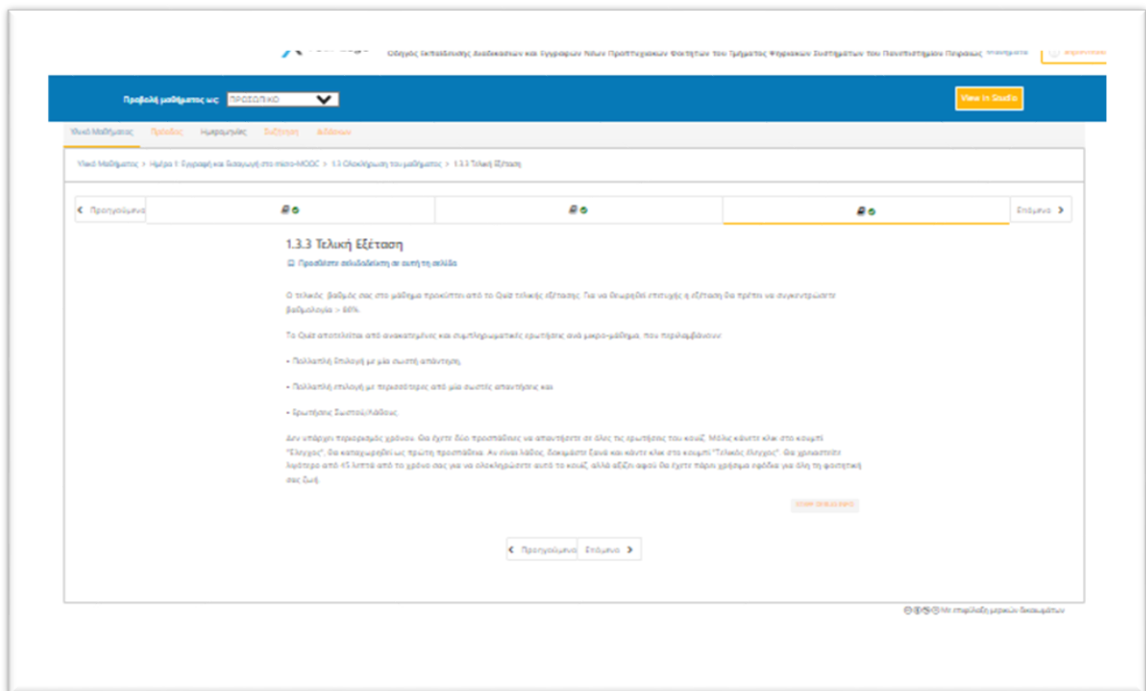 Οδηγός Εκπαίδευσης Διαδικασιών και Εγγραφών Νέων Προπτυχιακών Φοιτητών του Τμήματος Ψηφιακών Συστημάτων του Πανεπιστημίου Πειραιώς Μαθήματα
Προβολή μαθήματος ως: ΠΡΟΣΩΠΙΚΟ View in Studio
Υλικό Μαθήματος Πρόοδος Ημερομηνίες Συζήτηση Διδάσκων
Υλικό Μαθήματος > Ημέρα 1: Εγγραφή και Εισαγωγή στο micro-MOOC > 1.3 Ολοκλήρωση του μαθήματος > 1.3.3 Τελική Εξέταση
Προηγούμενο Επόμενο
1.3.3 Τελική Εξέταση
Προσθέστε σελιδοδείκτη σε αυτή τη σελίδα
Ο τελικός βαθμός σας στο μάθημα προκύπτει από το Quiz τελικής εξέτασης. Για να θεωρηθεί επιτυχής η εξέταση θα πρέπει να συγκεντρώσετε
βαθμολογία >
Το Quiz αποτελείται από ανακατεμένες και συμπληρωματικές ερωτήσεις ανά μικρο-μάθημα, που περιλαμβάνουν:
• Πολλαπλή Επιλογή με μία σωστή απάντηση,
• Πολλαπλή επιλογή με περισσότερες από μία σωστές απαντήσεις και
• Ερωτήσεις Σωστού/Λάθους.
Δεν υπάρχει περιορισμός χρόνου. Θα έχετε δύο προσπάθειες να απαντήσετε σε όλες τις ερωτήσεις του κουίζ. Μόλις κάνετε κλικ στο κουμπί
"Έλεγχος", θα καταχωρηθεί ως πρώτη προσπάθεια. Αν είναι λάθος, δοκιμάστε ξανά και κάντε κλικ στο κουμπί "Τελικός έλεγχος". Θα χρειαστείτε
λιγότερο από 45 λεπτά από το χρόνο σας για να ολοκληρώσετε αυτό το κουίζ, αλλά αξίζει αφού θα έχετε πάρει χρήσιμα εφόδια για όλη τη φοιτητική
σας ζωή.
Προηγούμενο Επόμενο
Με επιφύλαξη μερικών δικαιωμάτων